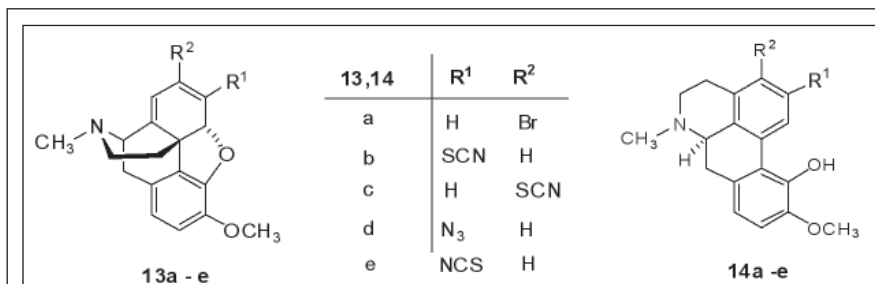 R²
R¹
CH₃
N
O
OCH₃
13a - e
13,14 R¹ R²
a H Br
b SCN H
c H SCN
d N₃ H
e NCS H
R²
R¹
N
CH₃
H
OH
OCH₃
14a -e